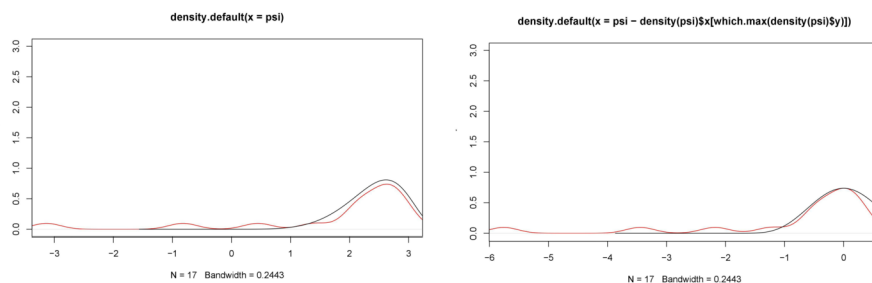 density.default(x = psi)
3.0
2.5
2.0
1.5
1.0
0.5
0.0
−3 −2 −1 0 1 2 3
N = 17 Bandwidth = 0.2443
density.default(x = psi − density(psi)$x[which.max(density(psi)$y)])
3.0
2.5
2.0
1.5
1.0
0.5
0.0
−6 −5 −4 −3 −2 −1 0
N = 17 Bandwidth = 0.2443